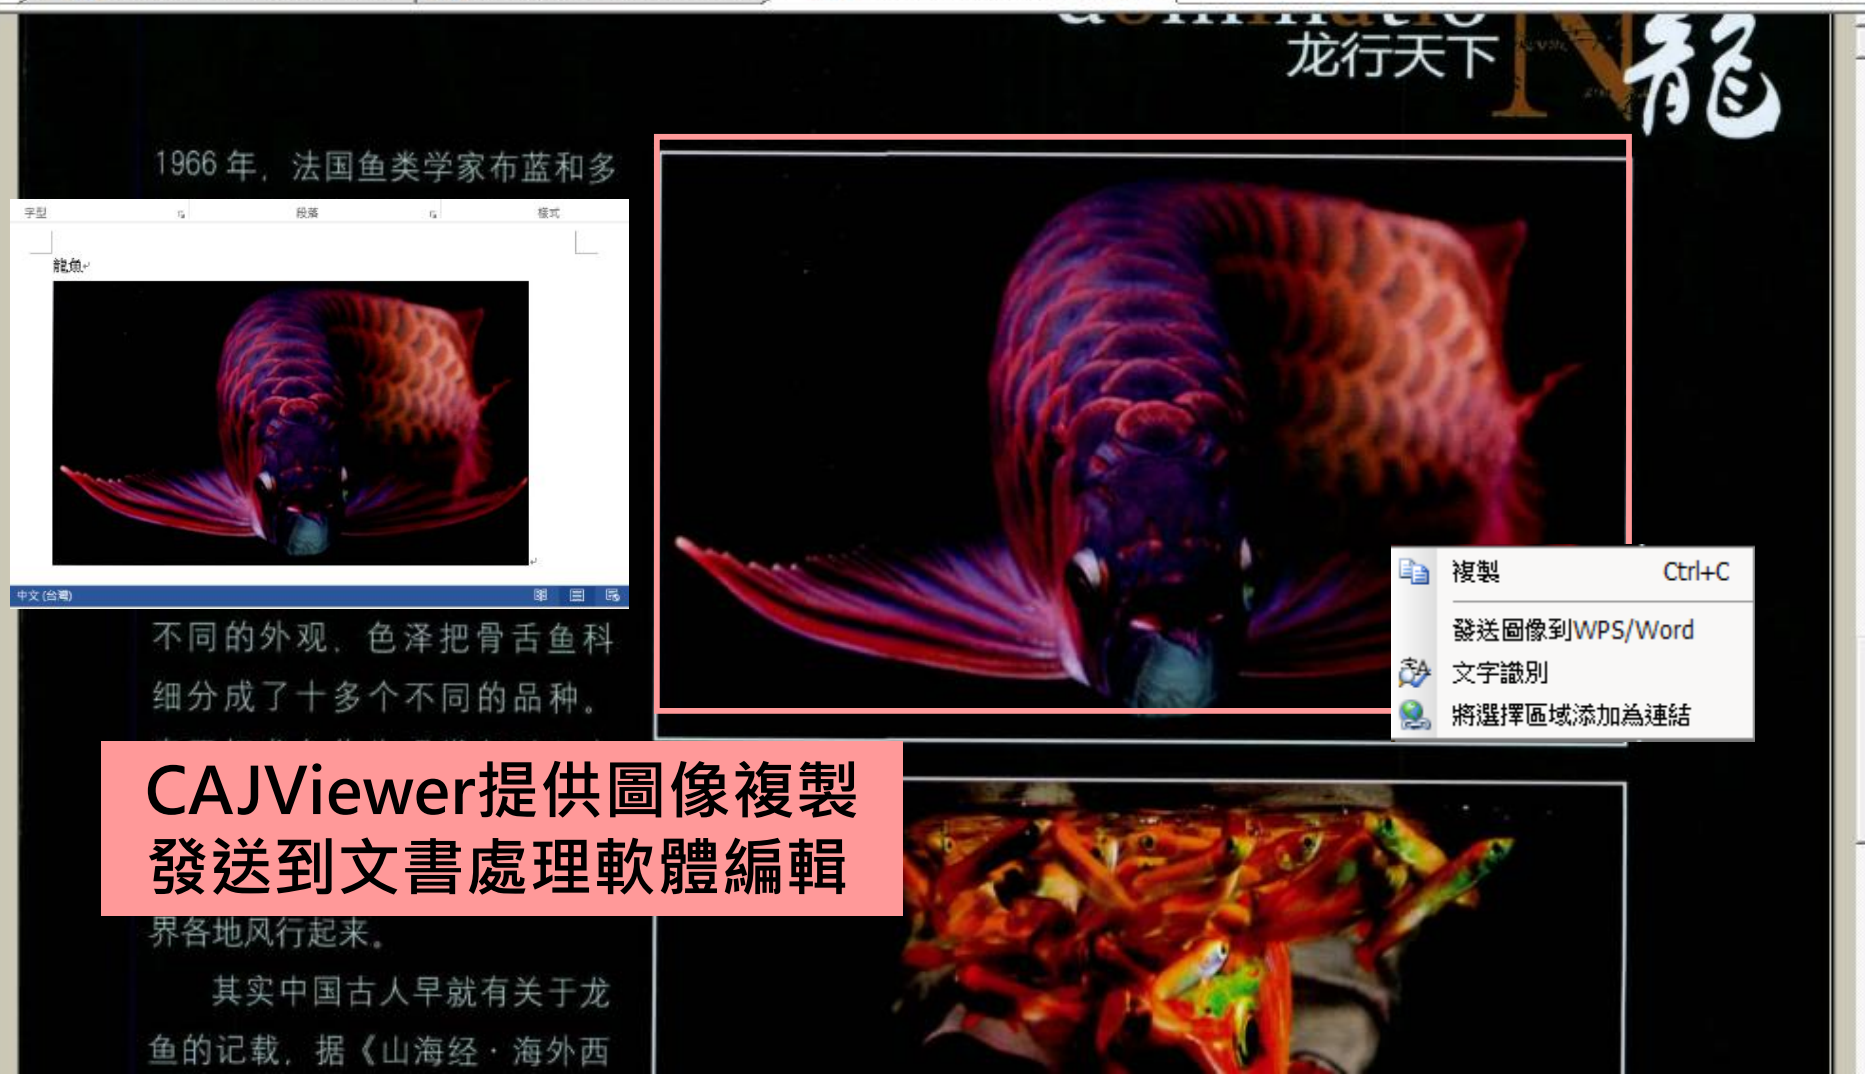 龙行天下
龍
1966 年，法国鱼类学家布蓝和多
字型
段落
樣式
龍魚
中文 (台灣)
不同的外观、色泽把骨舌鱼科
细分成了十多个不同的品种。
複製 Ctrl+C
發送圖像到WPS/Word
文字識別
將選擇區域添加為連結
CAJViewer提供圖像複製
發送到文書處理軟體編輯
界各地风行起来。
其实中国古人早就有关于龙
鱼的记载，据《山海经·海外西